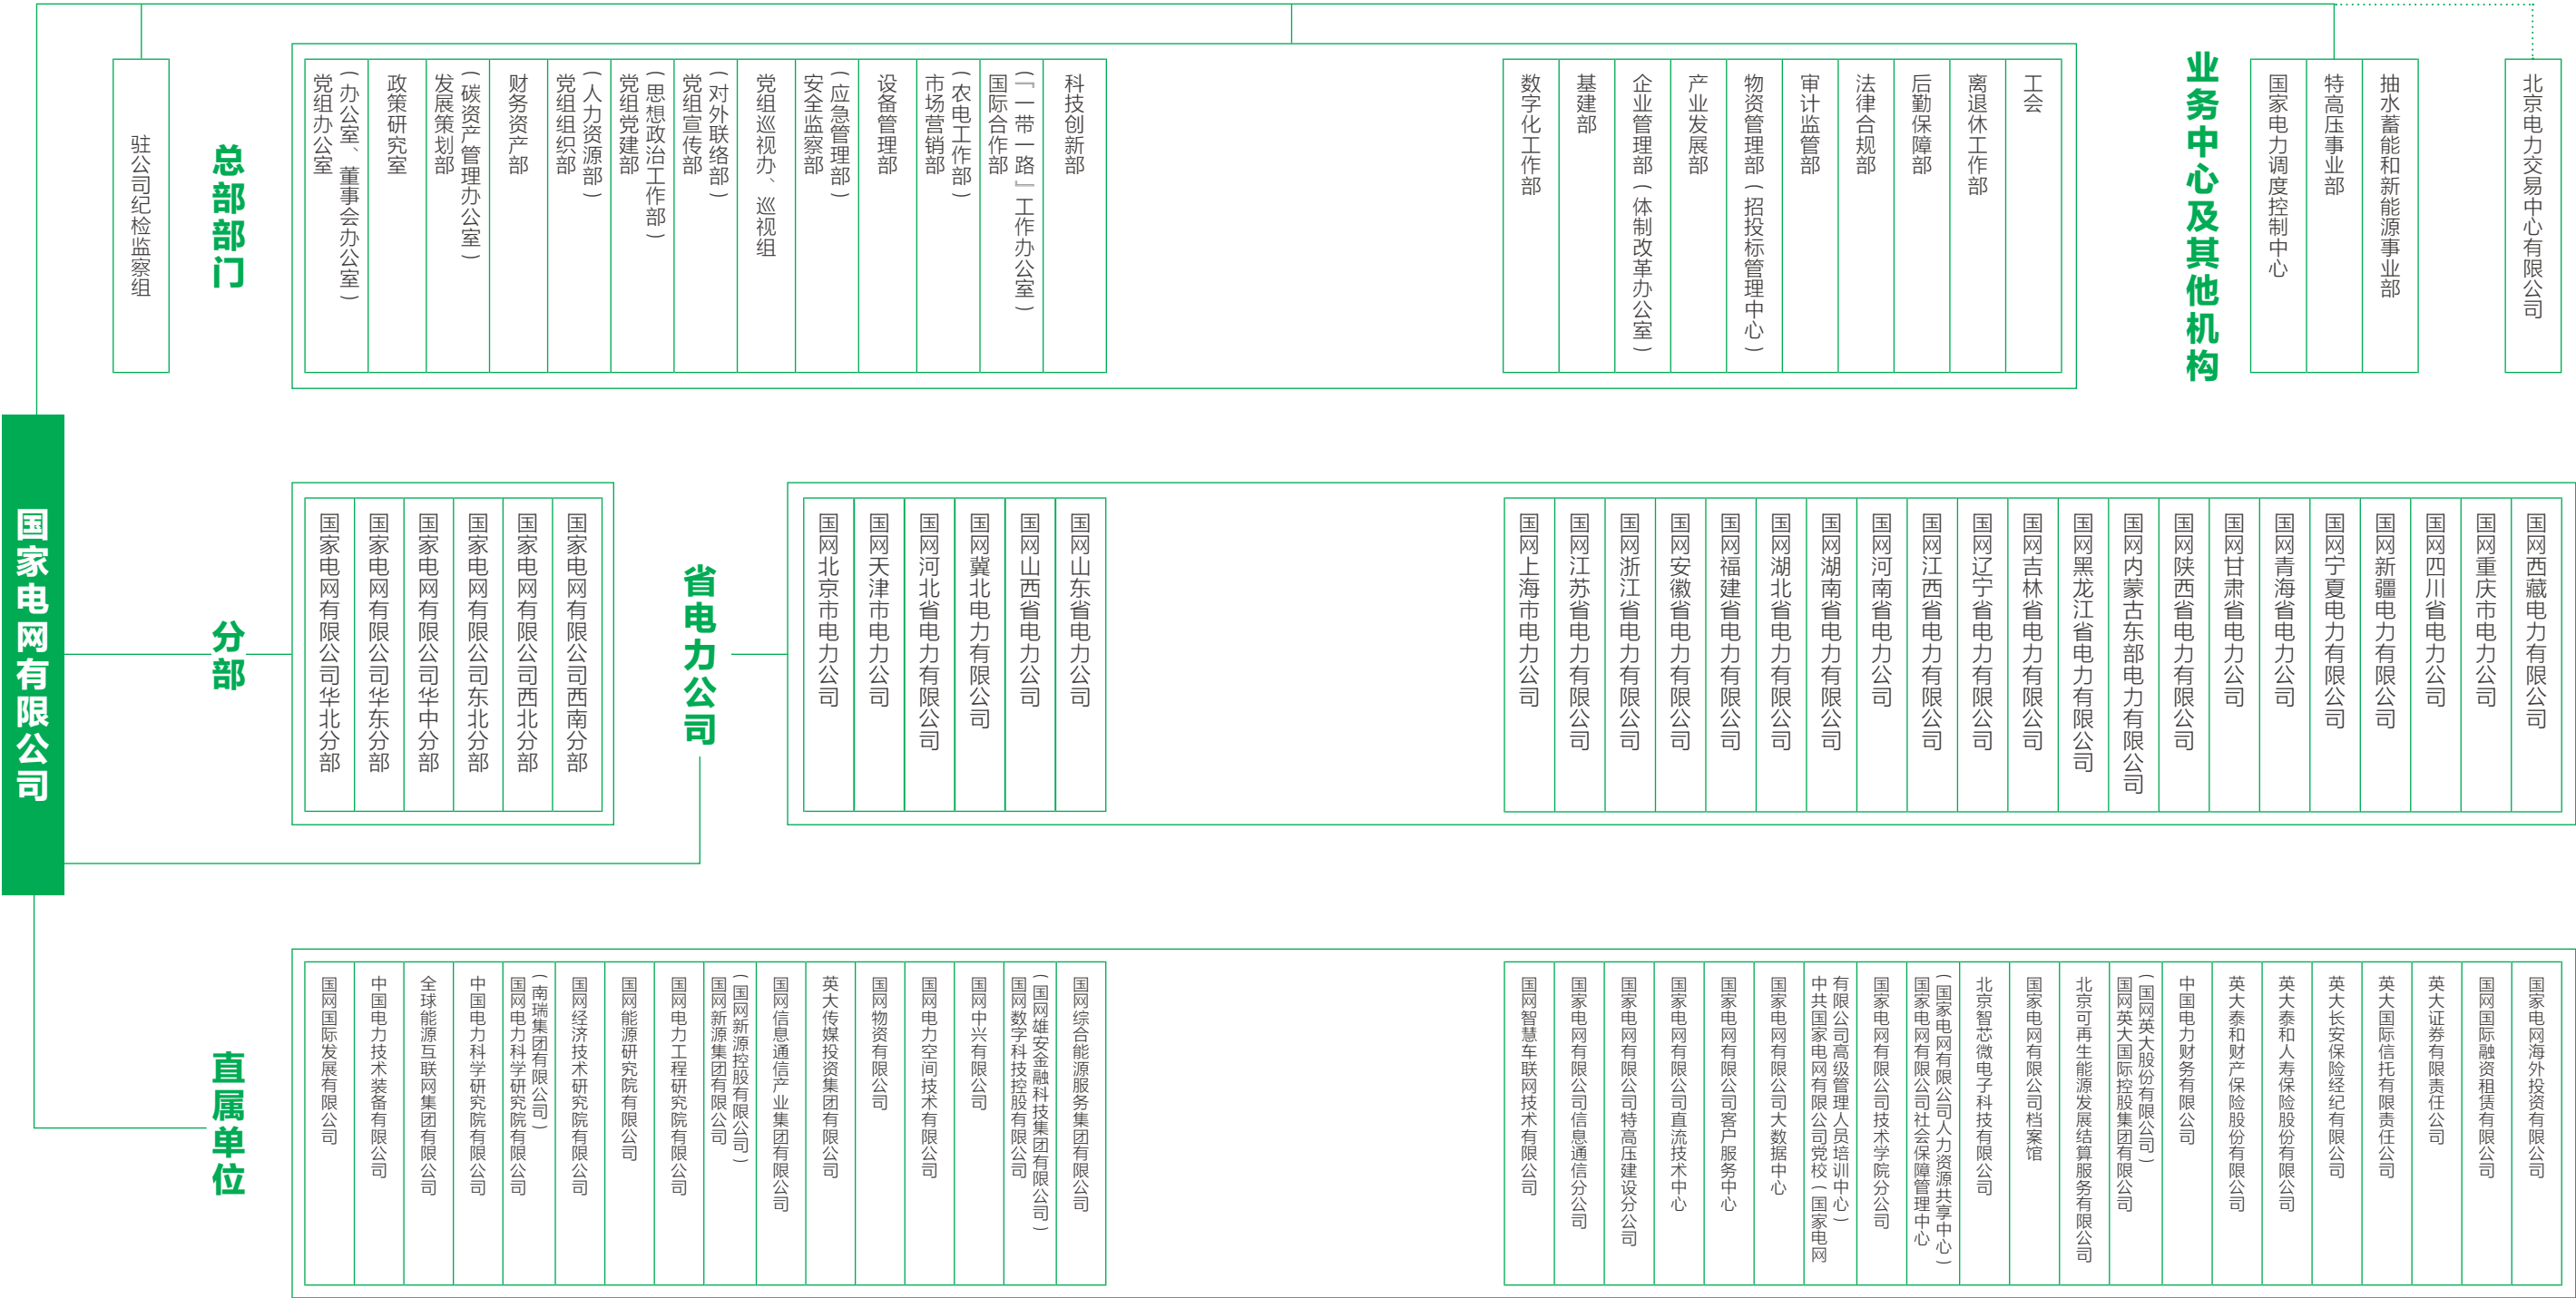 国家电网有限公司
驻公司纪检监察组
总部部门
党组办公室
（办公室、董事会办公室）
政策研究室
发展策划部
（碳资产管理办公室）
财务资产部
党组组织部
（人力资源部）
党组党建部
（思想政治工作部）
党组宣传部
（对外联络部）
党组巡视办、巡视组
安全监察部
（应急管理部）
设备管理部
市场营销部
（农电工作部）
国际合作部
（『一带一路』工作办公室）
科技创新部
数字化工作部
基建部
企业管理部（体制改革办公室）
产业发展部
物资管理部（招投标管理中心）
审计监管部
法律合规部
后勤保障部
离退休工作部
工会
业务中心及其他机构
国家电力调度控制中心
特高压事业部
抽水蓄能和新能源事业部
北京电力交易中心有限公司
分部
国家电网有限公司华北分部
国家电网有限公司华东分部
国家电网有限公司华中分部
国家电网有限公司东北分部
国家电网有限公司西北分部
国家电网有限公司西南分部
省电力公司
国网北京市电力公司
国网天津市电力公司
国网河北省电力有限公司
国网冀北电力有限公司
国网山西省电力公司
国网山东省电力公司
国网上海市电力公司
国网江苏省电力有限公司
国网浙江省电力有限公司
国网安徽省电力有限公司
国网福建省电力有限公司
国网湖北省电力有限公司
国网湖南省电力有限公司
国网河南省电力公司
国网江西省电力有限公司
国网辽宁省电力有限公司
国网吉林省电力有限公司
国网黑龙江省电力有限公司
国网内蒙古东部电力有限公司
国网陕西省电力有限公司
国网甘肃省电力公司
国网青海省电力公司
国网宁夏电力有限公司
国网新疆电力有限公司
国网四川省电力公司
国网重庆市电力公司
国网西藏电力有限公司
直属单位
国网国际发展有限公司
中国电力技术装备有限公司
全球能源互联网集团有限公司
中国电力科学研究院有限公司
国网电力科学研究院有限公司
（南瑞集团有限公司）
国网经济技术研究院有限公司
国网能源研究院有限公司
国网电力工程研究院有限公司
国网新源集团有限公司
（国网新源控股有限公司）
国网信息通信产业集团有限公司
英大传媒投资集团有限公司
国网物资有限公司
国网电力空间技术有限公司
国网中兴有限公司
国网数字科技控股有限公司
（国网雄安金融科技集团有限公司）
国网综合能源服务集团有限公司
国网智慧车联网技术有限公司
国家电网有限公司信息通信分公司
国家电网有限公司特高压建设分公司
国家电网有限公司直流技术中心
国家电网有限公司客户服务中心
国家电网有限公司大数据中心
中共国家电网有限公司党校（国家电网
有限公司高级管理人员培训中心）
国家电网有限公司技术学院分公司
国家电网有限公司社会保障管理中心
（国家电网有限公司人力资源共享中心）
北京智芯微电子科技有限公司
国家电网有限公司档案馆
北京可再生能源发展结算服务有限公司
国网英大国际控股集团有限公司
（国网英大股份有限公司）
中国电力财务有限公司
英大泰和财产保险股份有限公司
英大泰和人寿保险股份有限公司
英大长安保险经纪有限公司
英大国际信托有限责任公司
英大证券有限责任公司
国网国际融资租赁有限公司
国家电网海外投资有限公司